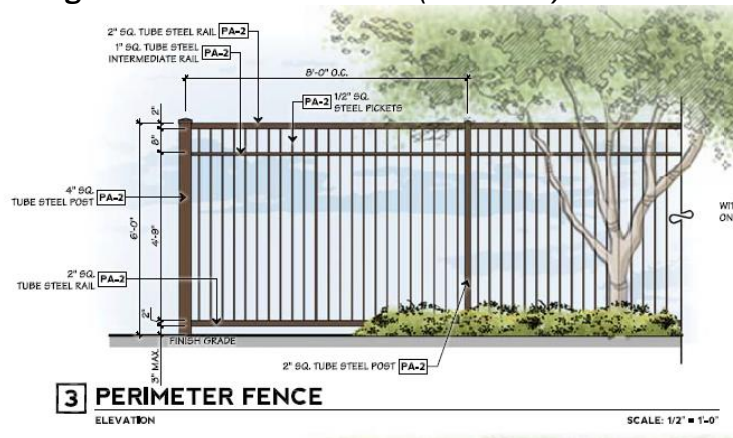 2" SQ. TUBE STEEL RAIL PA-2
1" SQ. TUBE STEEL
INTERMEDIATE RAIL PA-2
8'-0" O.C.
PA-2 1/2" SQ.
STEEL PICKETS
2"
8"
4" SQ.
TUBE STEEL POST PA-2
6'-0"
4'-9"
2" SQ.
TUBE STEEL RAIL PA-2
2"
FINISH GRADE
3" MAX.
2" SQ. TUBE STEEL POST PA-2
3 PERIMETER FENCE
ELEVATION
SCALE: 1/2" = 1'-0"